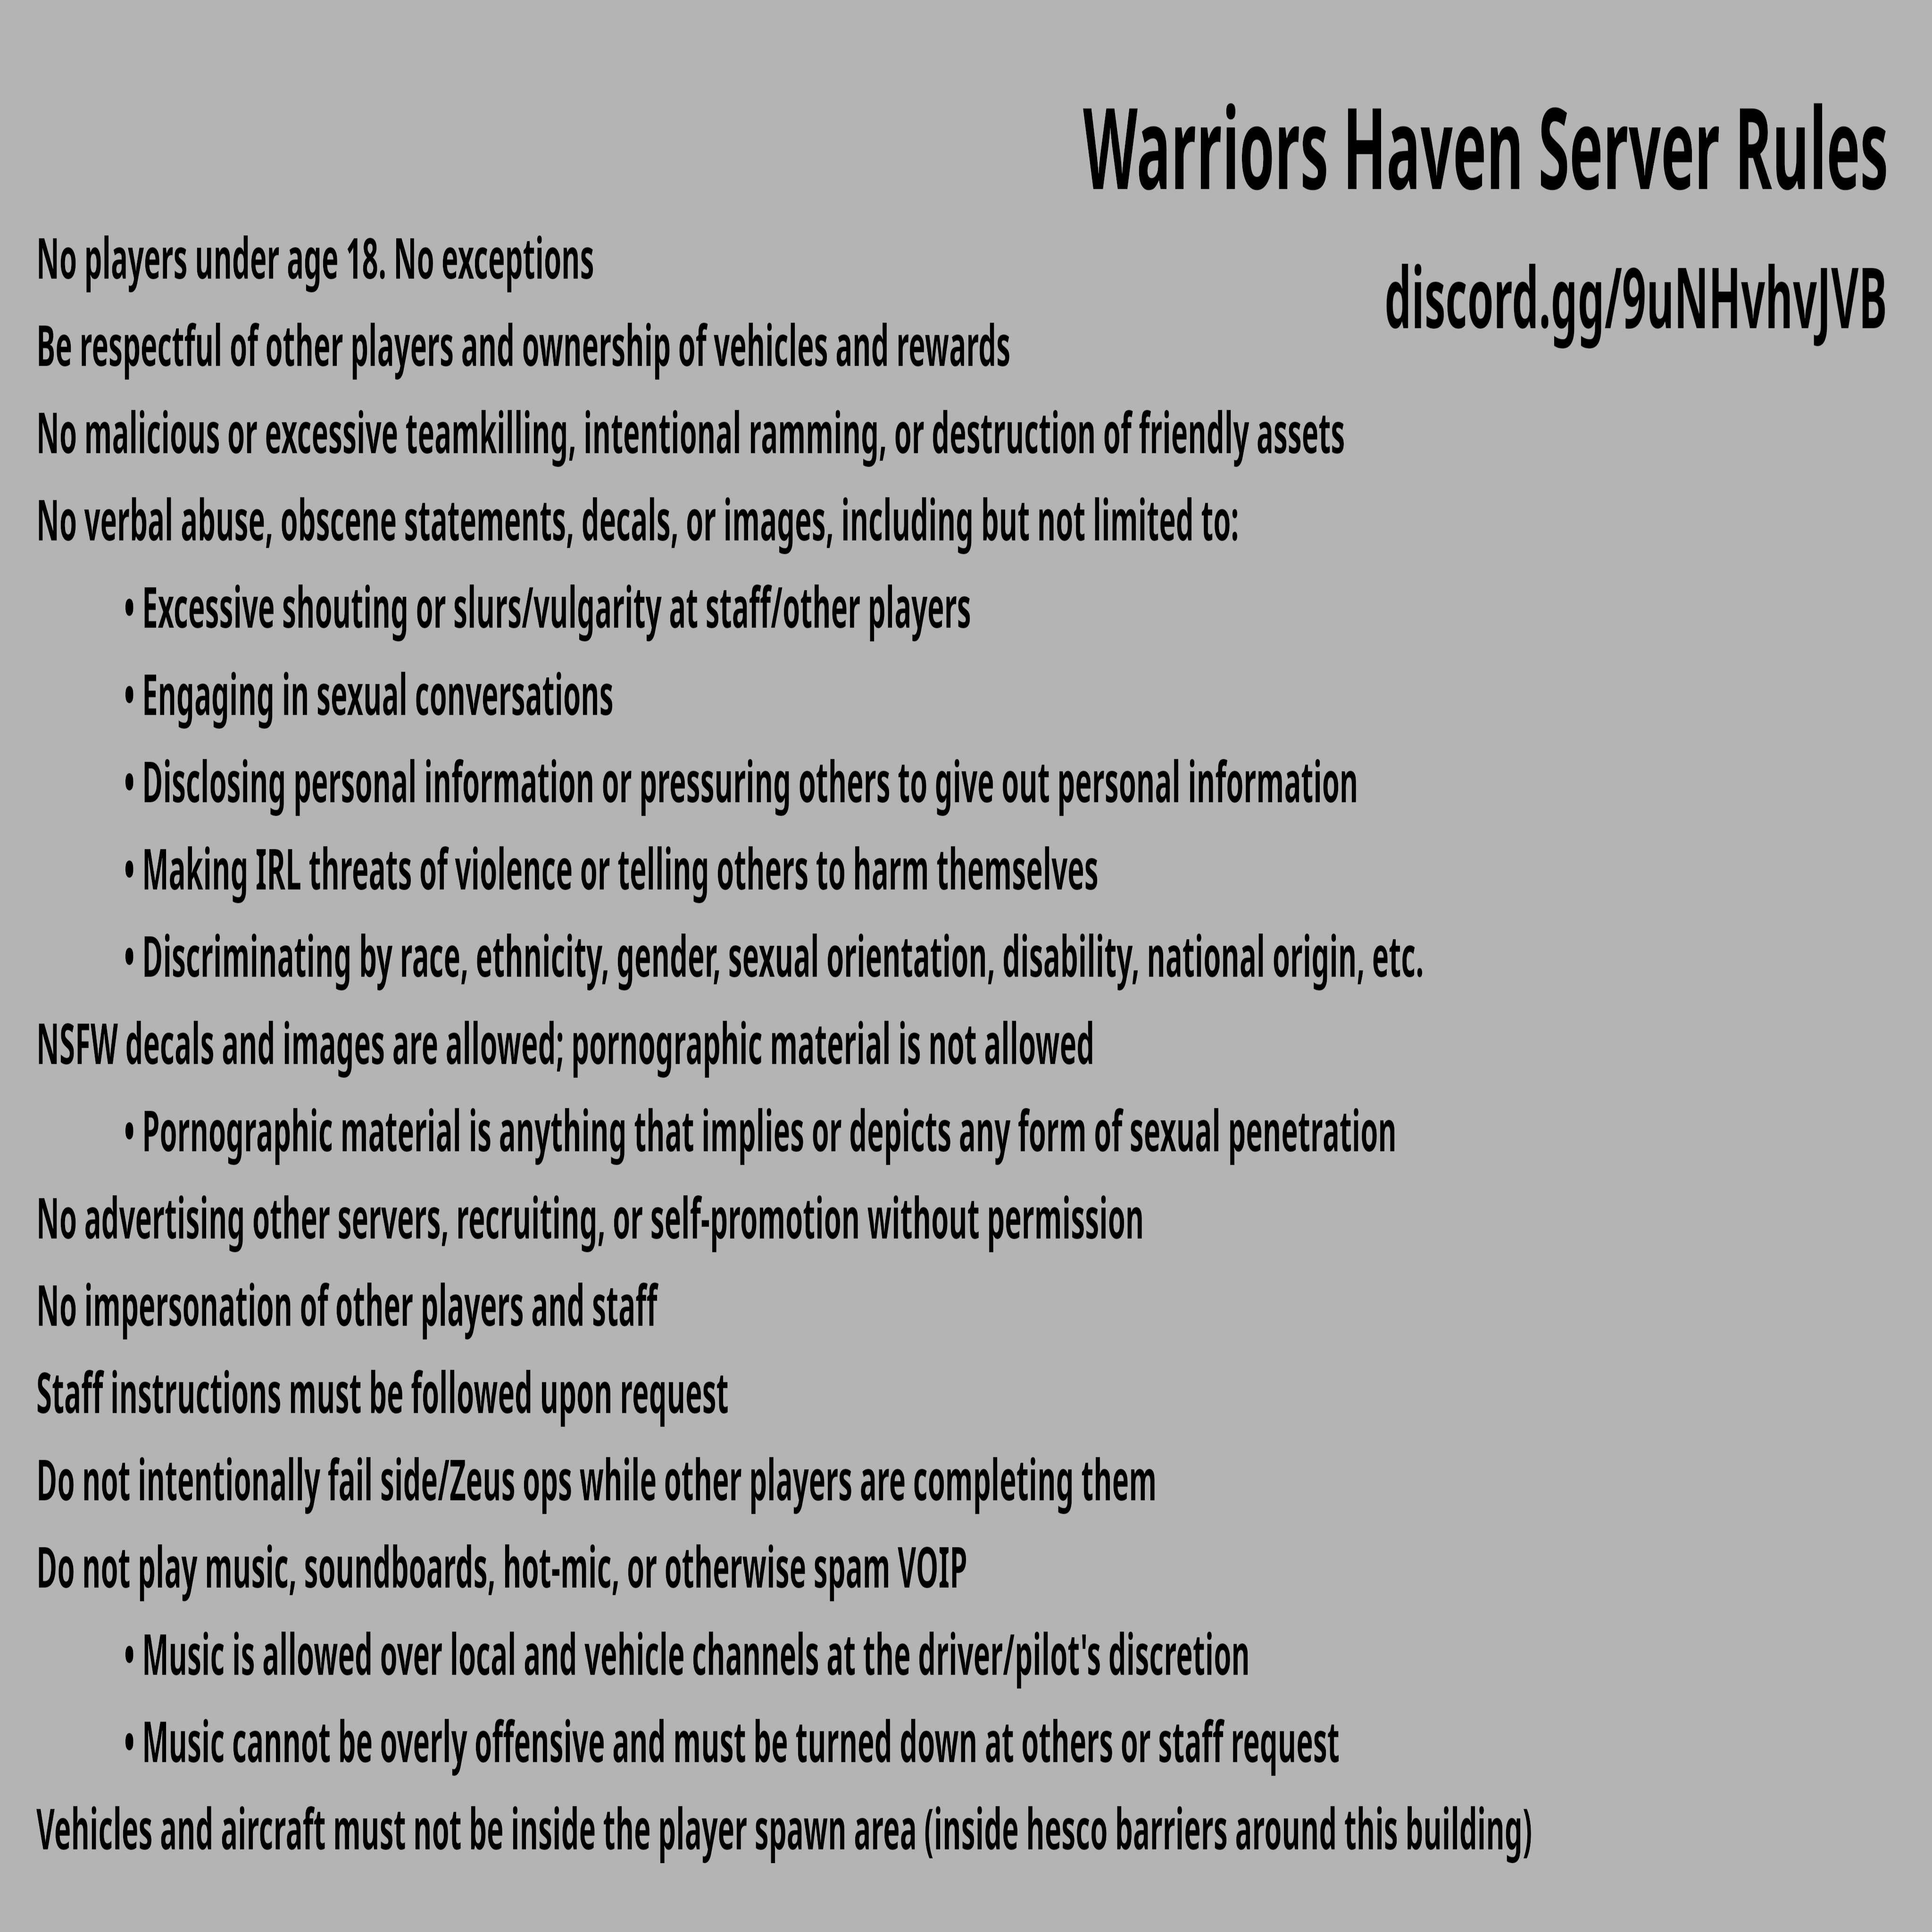 Warriors Haven Server Rules
discord.gg/9uNHvhvJVB
No players under age 18. No exceptions
Be respectful of other players and ownership of vehicles and rewards
No malicious or excessive teamkilling, intentional ramming, or destruction of friendly assets
No verbal abuse, obscene statements, decals, or images, including but not limited to:
• Excessive shouting or slurs/vulgarity at staff/other players
• Engaging in sexual conversations
• Disclosing personal information or pressuring others to give out personal information
• Making IRL threats of violence or telling others to harm themselves
• Discriminating by race, ethnicity, gender, sexual orientation, disability, national origin, etc.
NSFW decals and images are allowed; pornographic material is not allowed
• Pornographic material is anything that implies or depicts any form of sexual penetration
No advertising other servers, recruiting, or self-promotion without permission
No impersonation of other players and staff
Staff instructions must be followed upon request
Do not intentionally fail side/Zeus ops while other players are completing them
Do not play music, soundboards, hot-mic, or otherwise spam VOIP
• Music is allowed over local and vehicle channels at the driver/pilot's discretion
• Music cannot be overly offensive and must be turned down at others or staff request
Vehicles and aircraft must not be inside the player spawn area (inside hesco barriers around this building)